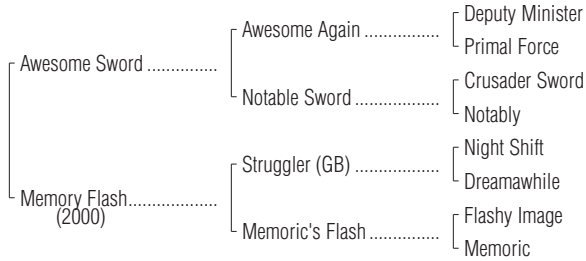 Deputy Minister
Awesome Again ................
Primal Force
Awesome Sword ...............
Crusader Sword
Notable Sword ..................
Notably
Night Shift
Struggler (GB) ..................
Dreamawhile
Memory Flash..................
(2000)
Flashy Image
Memoric's Flash ...............
Memoric